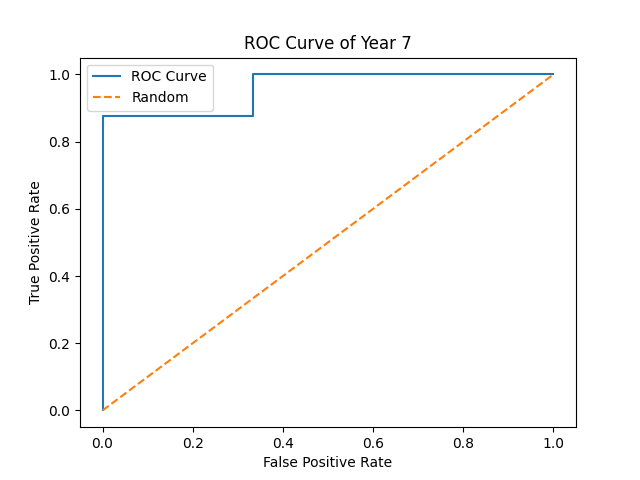 ROC Curve of Year 7
ROC Curve
Random
True Positive Rate
1.0
0.8
0.6
0.4
0.2
0.0
0.0 0.2 0.4 0.6 0.8 1.0
False Positive Rate